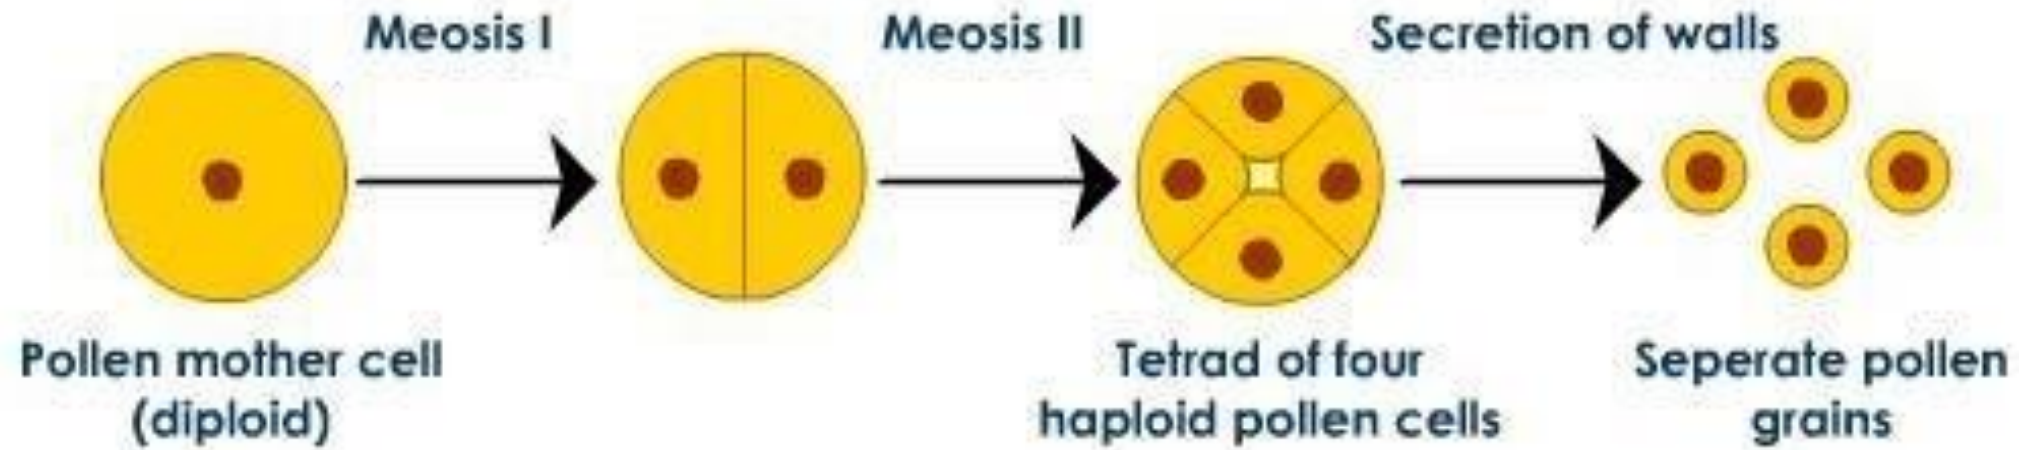 Meosis I
Meosis II
Secretion of walls
Pollen mother cell
(diploid)
Tetrad of four
haploid pollen cells
Seperate pollen
grains